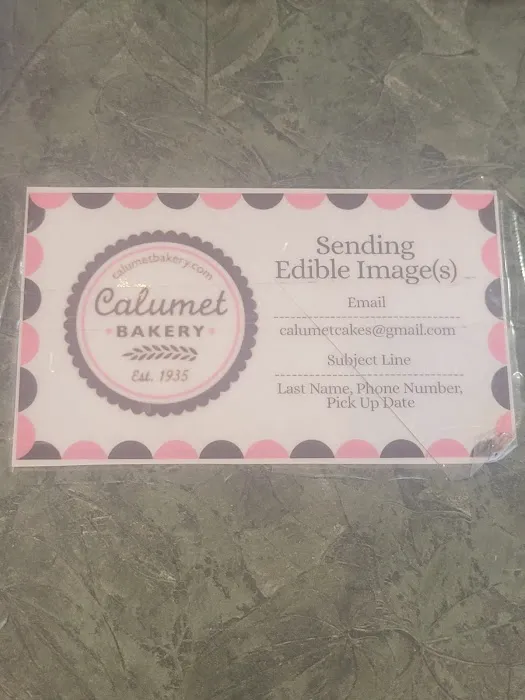 calumetbakery.com
Calumet
• BAKERY •
Est. 1935
Sending
Edible Image(s)
Email
calumetcakes@gmail.com
Subject Line
Last Name, Phone Number,
Pick Up Date